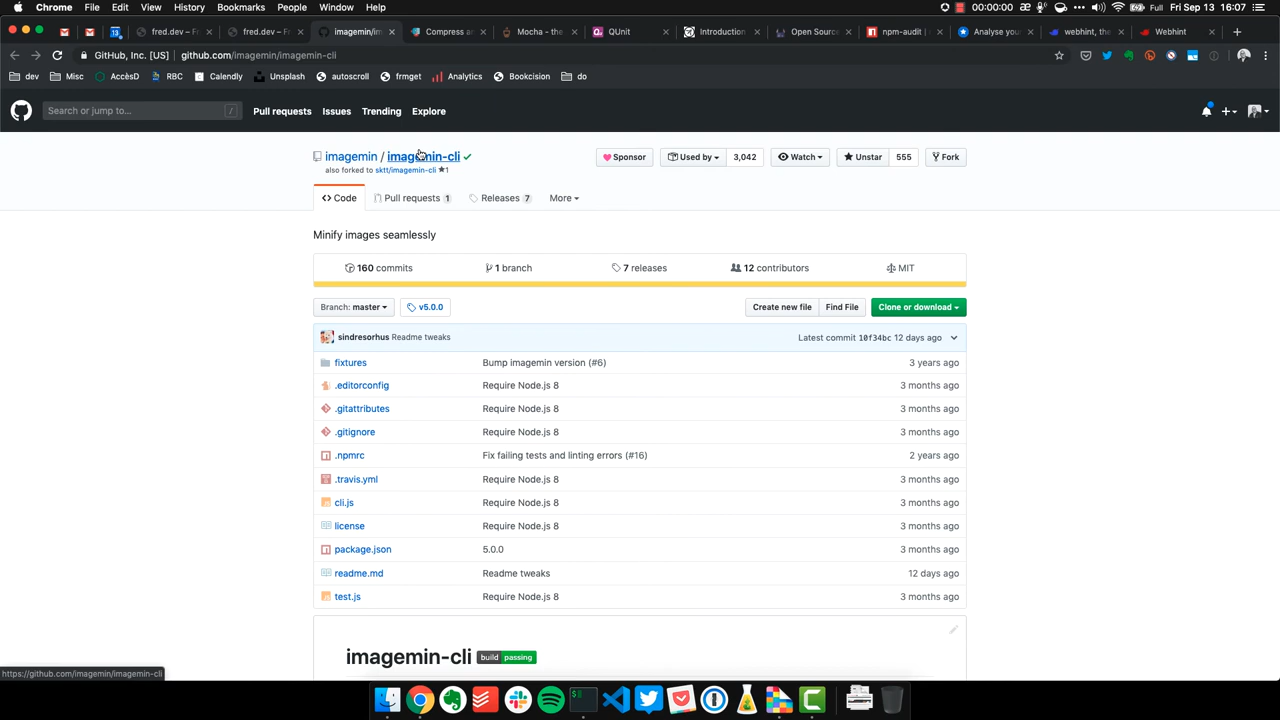 Chrome File Edit View History Bookmarks People Window Help 00:00:00 Full Fri Sep 13 16:07
fred.dev – Fr fred.dev – Fr imagemin/im Compress an Mocha - the QUnit Introduction Open Source npm-audit | Analyse you webhint, the Webhint
GitHub, Inc. [US] github.com/imagemin/imagemin-cli
dev Misc AccèsD RBC Calendly Unsplash autoscroll frmget Analytics Bookcision do
Search or jump to... / Pull requests Issues Trending Explore
imagemin / imagemin-cli Sponsor Used by 3,042 Watch Unstar 555 Fork
also forked to sktt/imagemin-cli ★1
Code Pull requests 1 Releases 7 More
Minify images seamlessly
160 commits 1 branch 7 releases 12 contributors MIT
Branch: master v5.0.0 Create new file Find File Clone or download
sindresorhus Readme tweaks Latest commit 10f34bc 12 days ago
fixtures Bump imagemin version (#6) 3 years ago
.editorconfig Require Node.js 8 3 months ago
.gitattributes Require Node.js 8 3 months ago
.gitignore Require Node.js 8 3 months ago
.npmrc Fix failing tests and linting errors (#16) 2 years ago
.travis.yml Require Node.js 8 3 months ago
cli.js Require Node.js 8 3 months ago
license Require Node.js 8 3 months ago
package.json 5.0.0 3 months ago
readme.md Readme tweaks 12 days ago
test.js Require Node.js 8 3 months ago
imagemin-cli build passing
https://github.com/imagemin/imagemin-cli